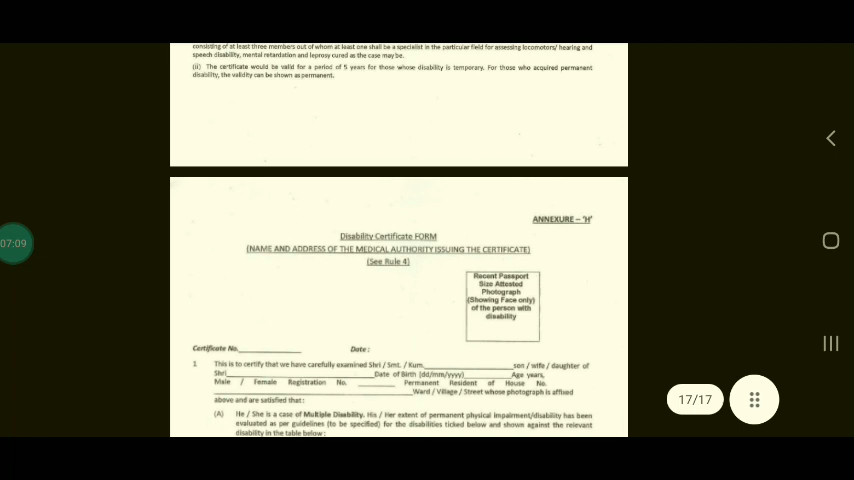 consisting of at least three members out of whom at least one shall be a specialist in the particular field for assessing locomotors/ hearing and
speech disability, mental retardation and leprosy cured as the case may be.
(ii) The certificate would be valid for a period of 5 years for those whose disability is temporary. For those who acquired permanent
disability, the validity can be shown as permanent.
ANNEXURE – 'H'
Disability Certificate FORM
(NAME AND ADDRESS OF THE MEDICAL AUTHORITY ISSUING THE CERTIFICATE)
(See Rule 4)
Recent Passport
Size Attested
Photograph
(Showing Face only)
of the person with
disability
07:09
Certificate No.____________ Date :
1 This is to certify that we have carefully examined Shri / Smt. / Kum.__________________son / wife / daughter of
Shri______________________________Date of Birth (dd/mm/yyyy)____________Age years,
Male / Female Registration No. ________ Permanent Resident of House No.
________________________________________Ward / Village / Street whose photograph is affixed
above and are satisfied that :
17/17
(A) He / She is a case of Multiple Disability. His / Her extent of permanent physical impairment/disability has been
evaluated as per guidelines (to be specified) for the disabilities ticked below and shown against the relevant
disability in the table below :